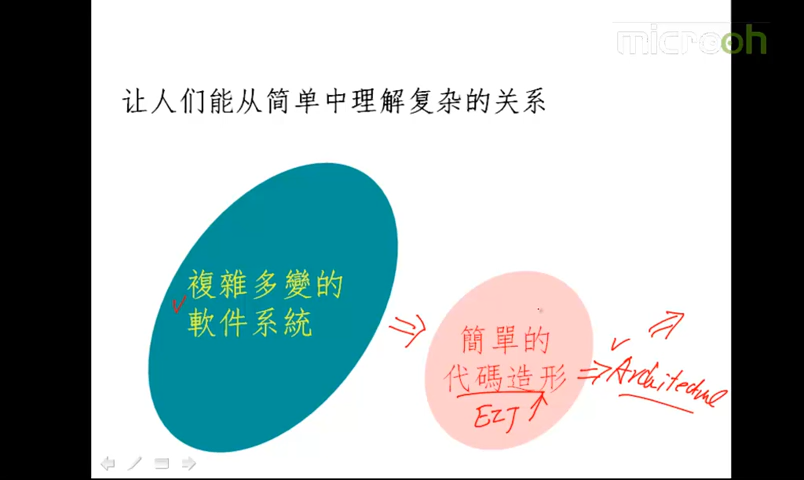 microoh
让人们能从简单中理解复杂的关系
複雜多變的
軟件系統
簡單的
代碼造形
Architecture
EIJ